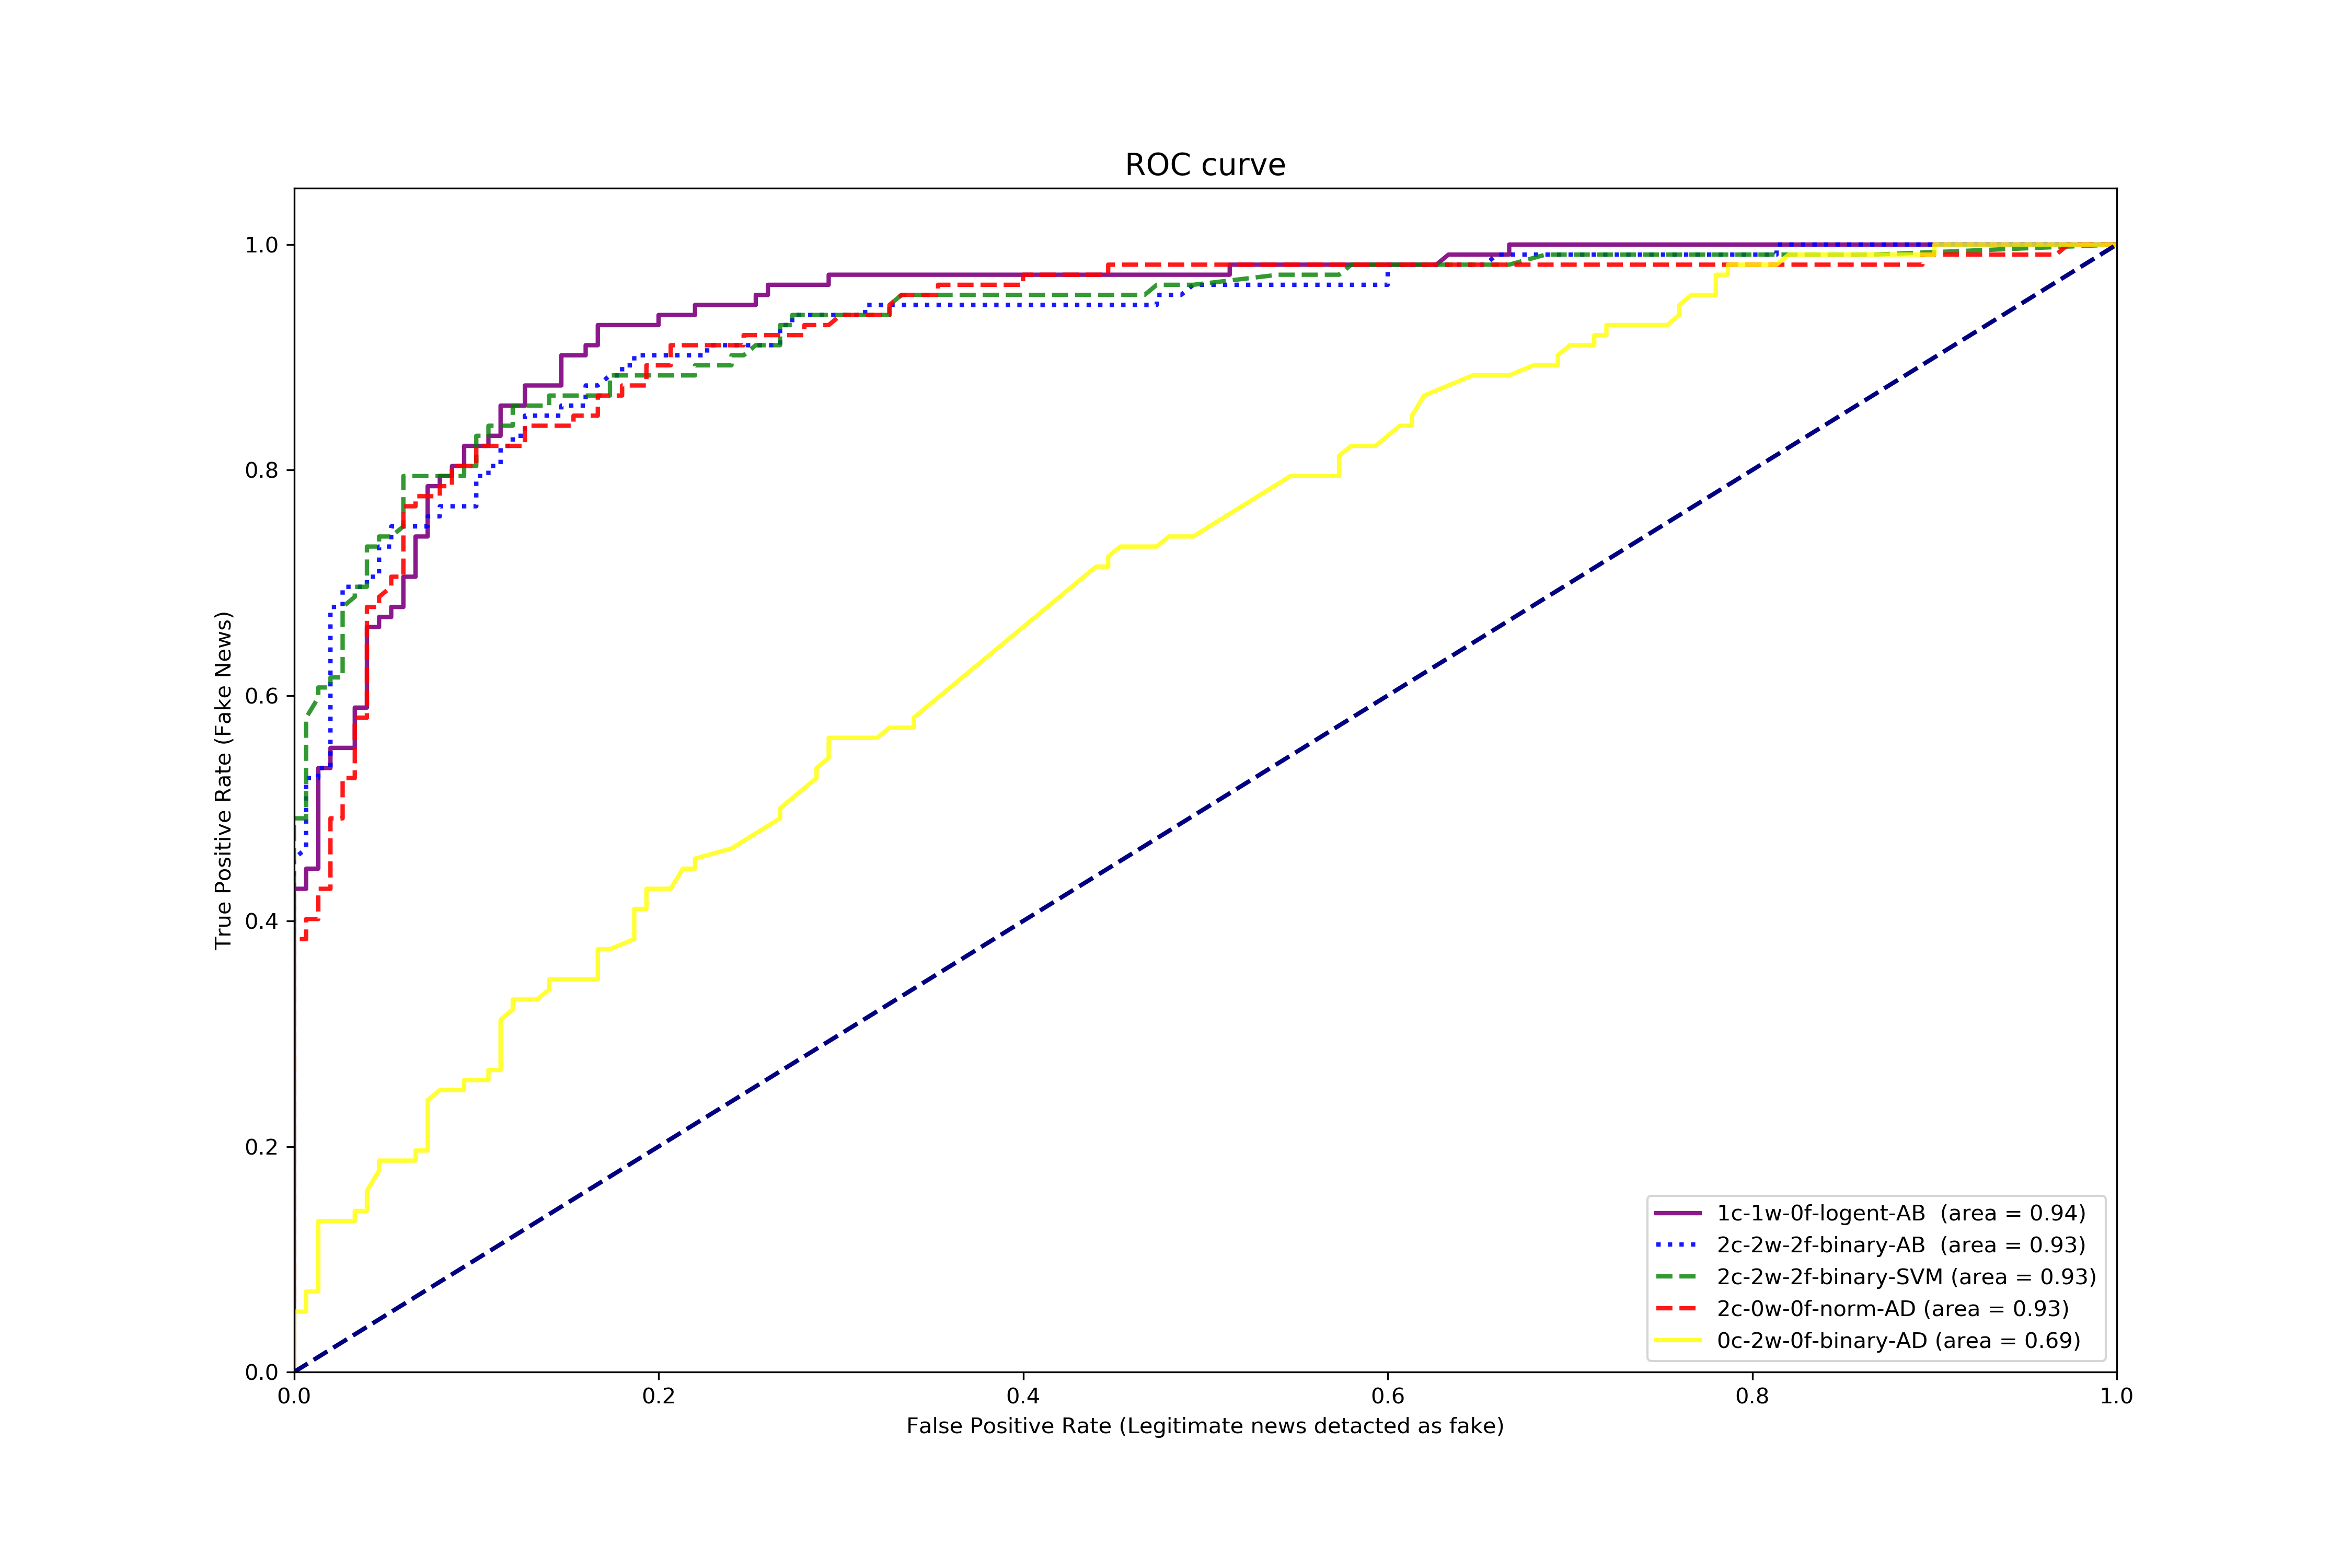 ROC curve
1.0
0.8
0.6
0.4
0.2
0.0
True Positive Rate (Fake News)
1c-1w-0f-logent-AB  (area = 0.94)
2c-2w-2f-binary-AB  (area = 0.93)
2c-2w-2f-binary-SVM (area = 0.93)
2c-0w-0f-norm-AD (area = 0.93)
0c-2w-0f-binary-AD (area = 0.69)
0.0 0.2 0.4 0.6 0.8 1.0
False Positive Rate (Legitimate news detacted as fake)